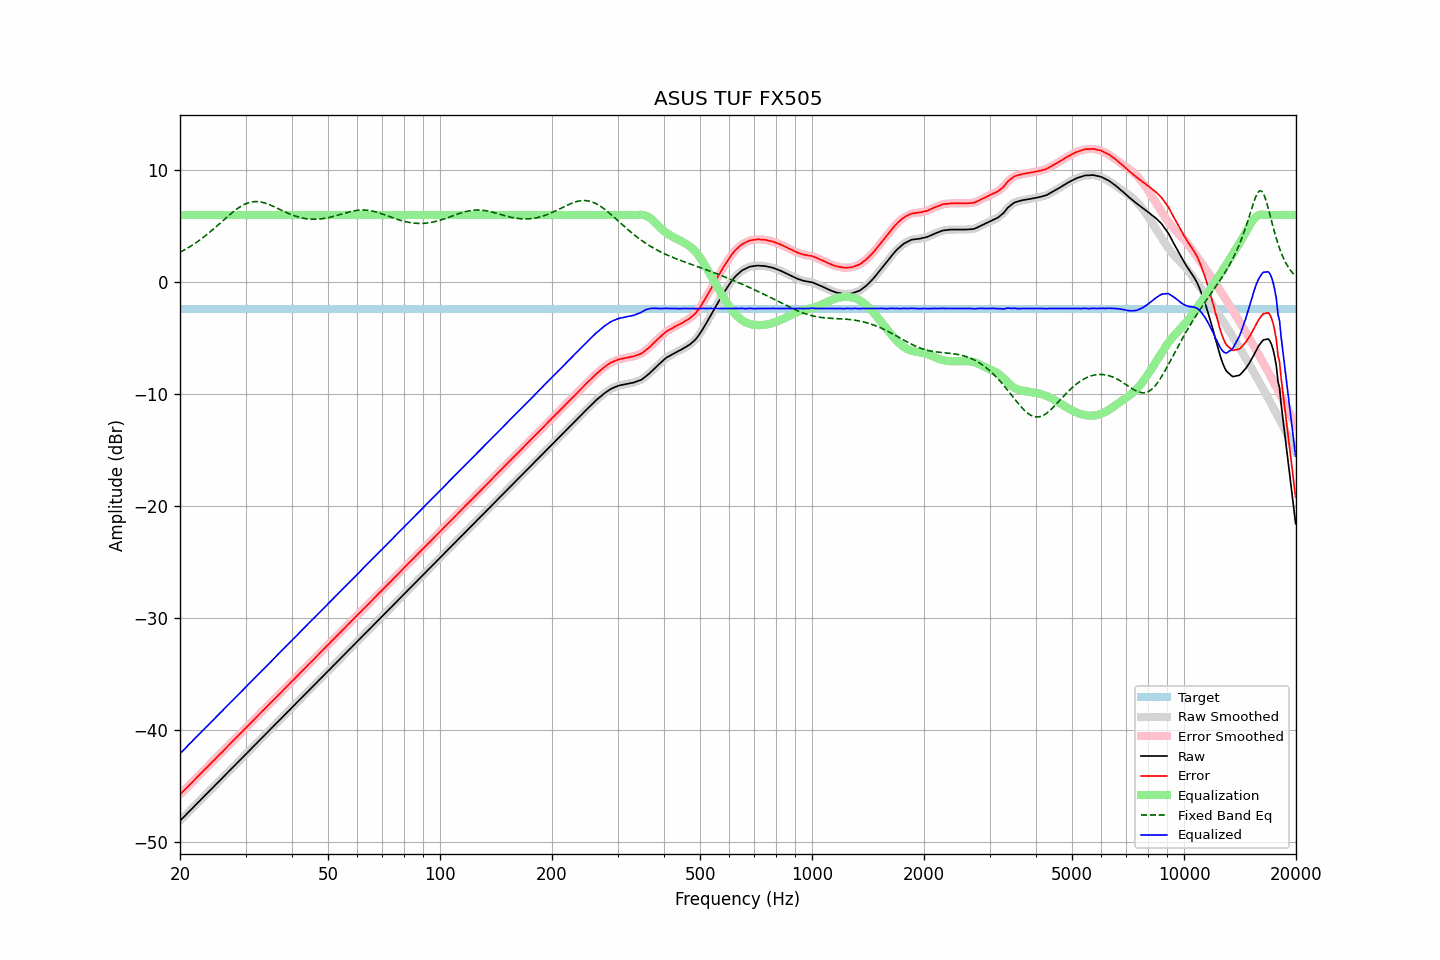 ASUS TUF FX505
Amplitude (dBr)
10
0
−10
−20
−30
−40
−50
20
50
100
200
500
1000
2000
5000
10000
20000
Frequency (Hz)
Target
Raw Smoothed
Error Smoothed
Raw
Error
Equalization
Fixed Band Eq
Equalized